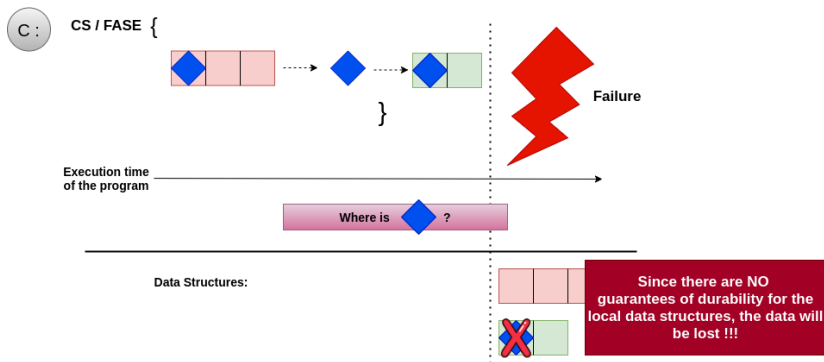 C :
CS / FASE {
}
Failure
Execution time
of the program
Where is ?
Data Structures:
Since there are NO
guarantees of durability for the
local data structures, the data will
be lost !!!